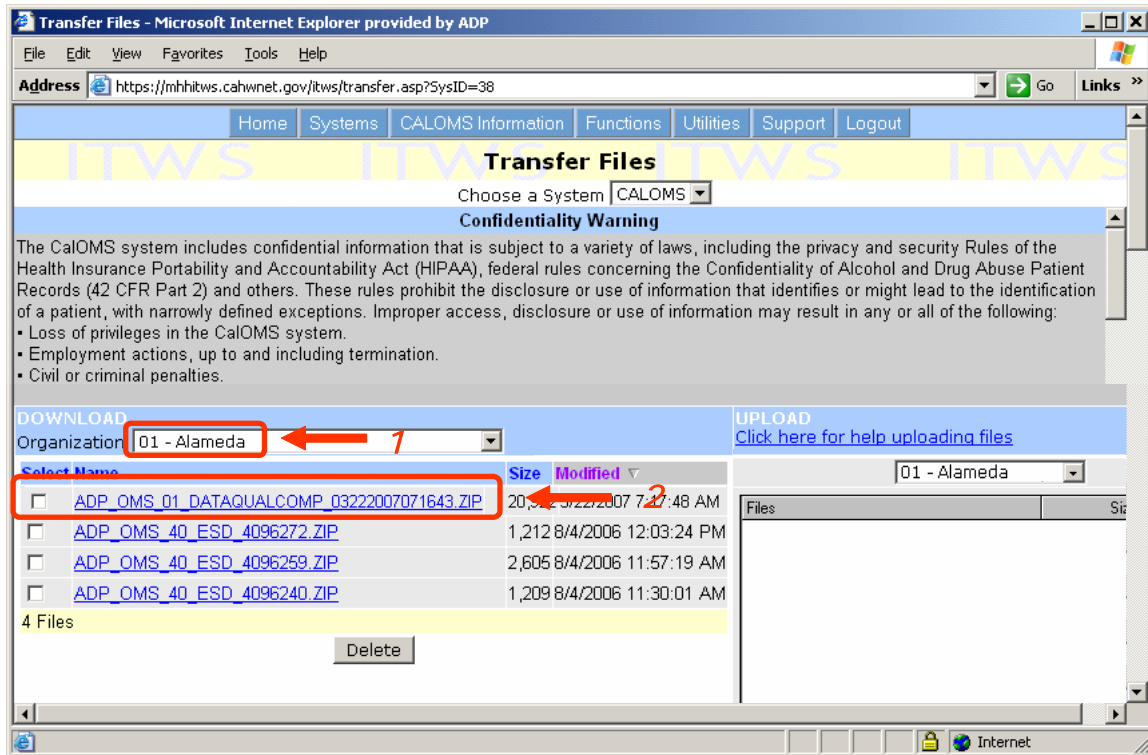 Transfer Files - Microsoft Internet Explorer provided by ADP
File Edit View Favorites Tools Help
Address https://mhhitws.cahwnet.gov/itws/transfer.asp?SysID=38 Go Links »
Home Systems CALOMS Information Functions Utilities Support Logout
ITWS ITWS ITWS ITWS
Transfer Files
Choose a System CALOMS
Confidentiality Warning
The CalOMS system includes confidential information that is subject to a variety of laws, including the privacy and security Rules of the
Health Insurance Portability and Accountability Act (HIPAA), federal rules concerning the Confidentiality of Alcohol and Drug Abuse Patient
Records (42 CFR Part 2) and others. These rules prohibit the disclosure or use of information that identifies or might lead to the identification
of a patient, with narrowly defined exceptions. Improper access, disclosure or use of information may result in any or all of the following:
▪ Loss of privileges in the CalOMS system.
▪ Employment actions, up to and including termination.
▪ Civil or criminal penalties.
DOWNLOAD
Organization 01 - Alameda 1
Select Name Size Modified
ADP_OMS_01_DATAQUALCOMP_03222007071643.ZIP 2 7:17:48 AM
ADP_OMS_40_ESD_4096272.ZIP 1,212 8/4/2006 12:03:24 PM
ADP_OMS_40_ESD_4096259.ZIP 2,605 8/4/2006 11:57:19 AM
ADP_OMS_40_ESD_4096240.ZIP 1,209 8/4/2006 11:30:01 AM
4 Files
Delete
UPLOAD
Click here for help uploading files
01 - Alameda
Files
Internet